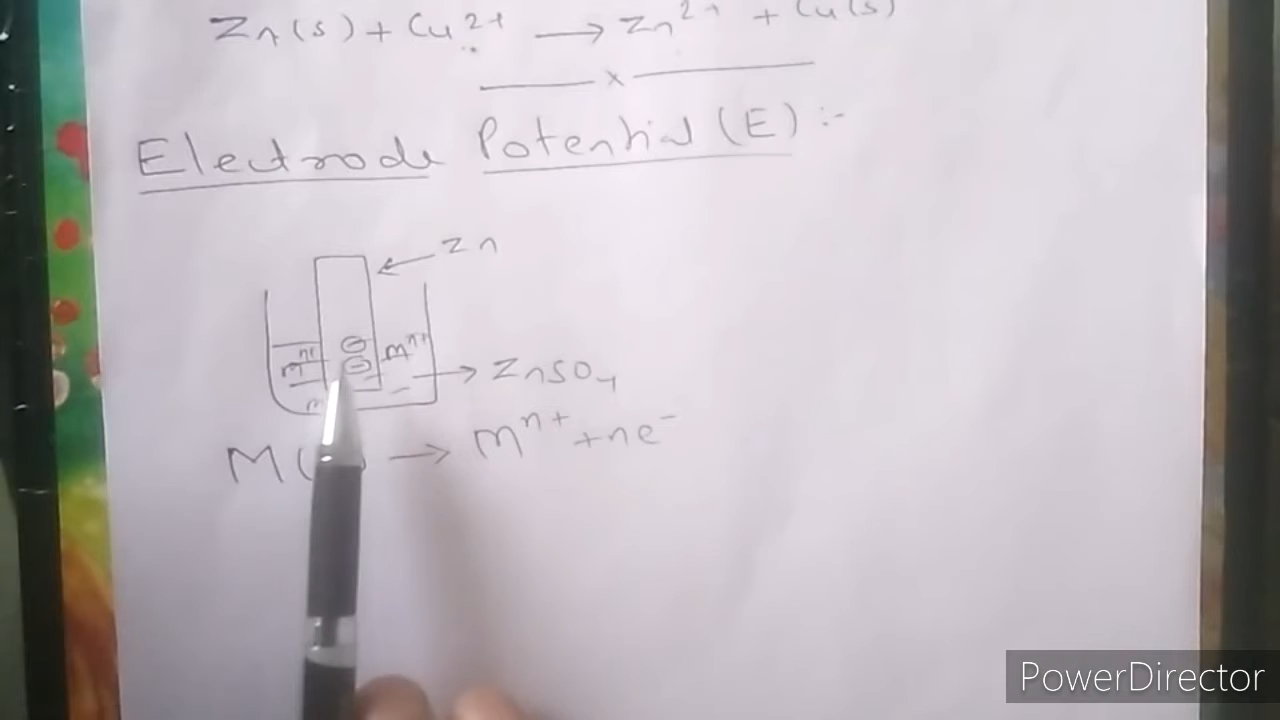 Zn(s) + Cu2+ → Zn2+ + Cu(s)
x
Electrode Potential (E) :-
Zn
mn+ mn+
→ ZnSO4
M( → mn+ + ne-
PowerDirector